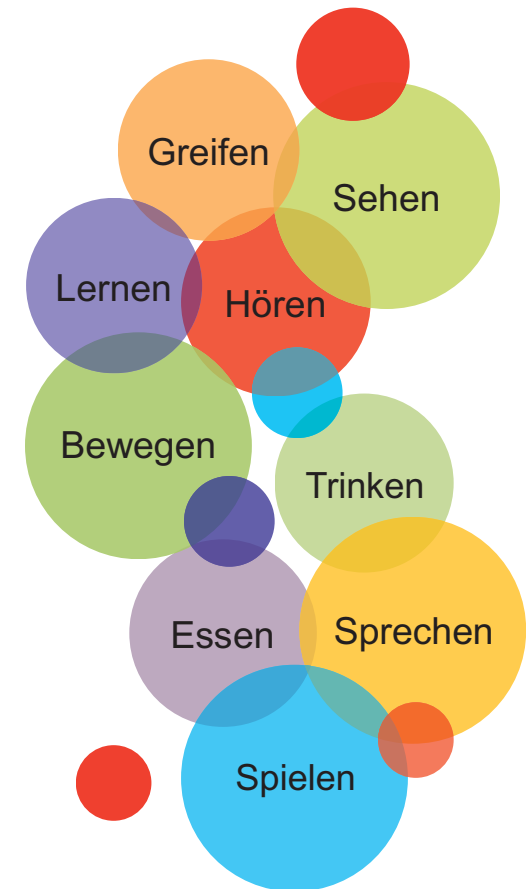 Greifen
Sehen
Lernen
Hören
Bewegen
Trinken
Essen
Sprechen
Spielen